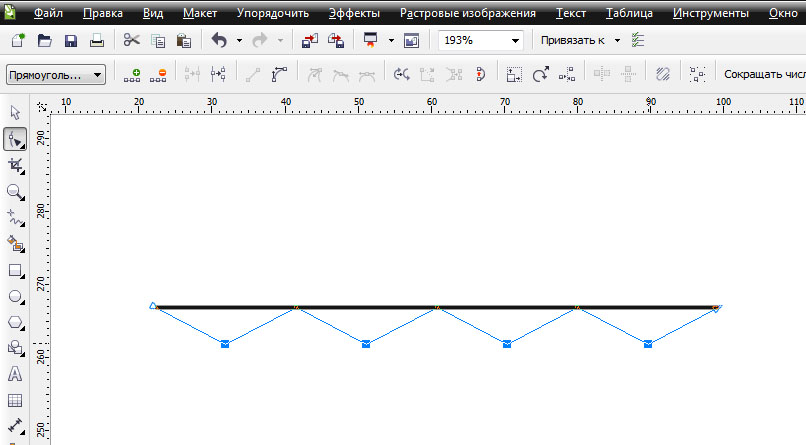 Файл Правка Вид Макет Упорядочить Эффекты Растровые изображения Текст Таблица Инструменты Окно
193% Привязать к
Прямоуголь... Сокращать числ
10 20 30 40 50 60 70 80 90 100 110
290
280
270
260
250